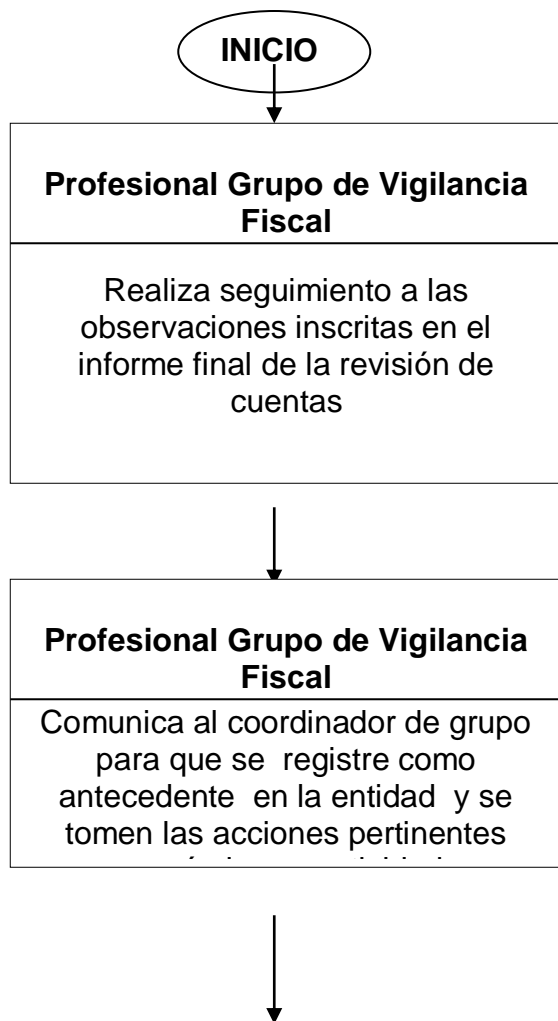 INICIO
Profesional Grupo de Vigilancia
Fiscal
Realiza seguimiento a las
observaciones inscritas en el
informe final de la revisión de
cuentas
Profesional Grupo de Vigilancia
Fiscal
Comunica al coordinador de grupo
para que se registre como
antecedente en la entidad y se
tomen las acciones pertinentes